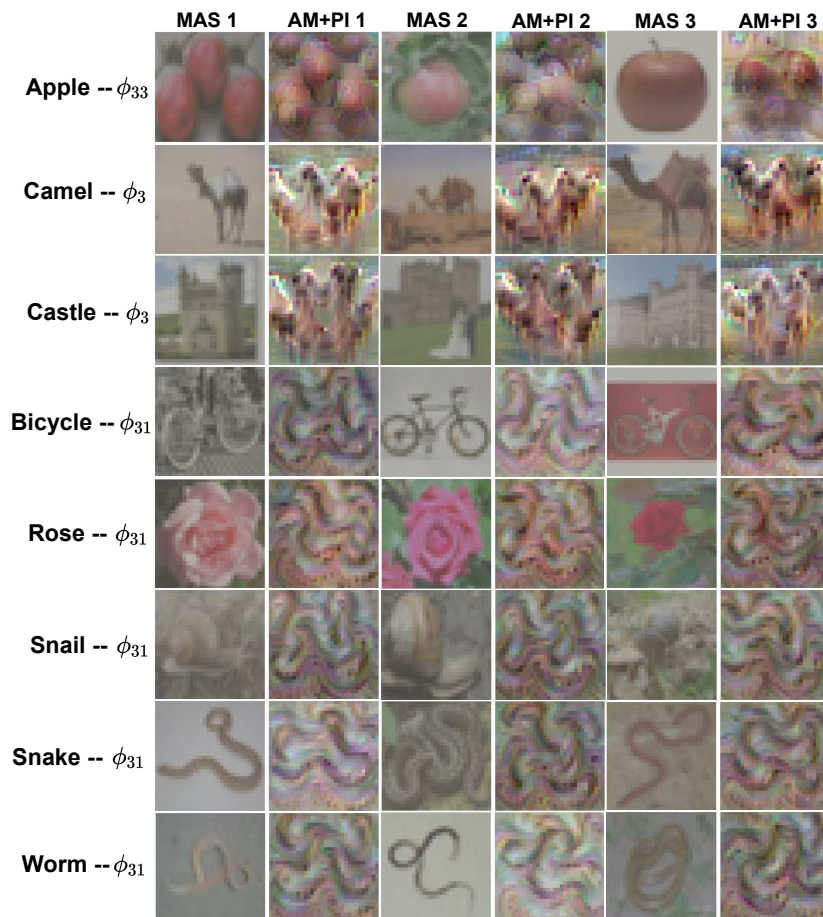 MAS 1 AM+PI 1 MAS 2 AM+PI 2 MAS 3 AM+PI 3
Apple -- ϕ33
Camel -- ϕ3
Castle -- ϕ3
Bicycle -- ϕ31
Rose -- ϕ31
Snail -- ϕ31
Snake -- ϕ31
Worm -- ϕ31